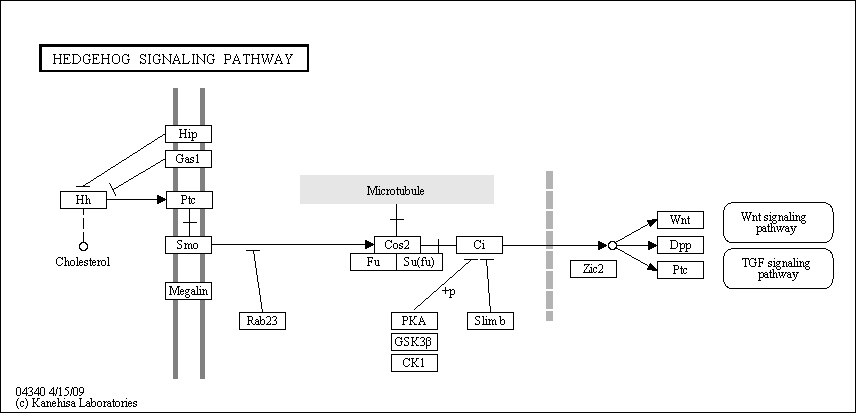 HEDGEHOG SIGNALING PATHWAY
Hip
Gas1
Hh
Ptc
Smo
Cholesterol
Megalin
Rab23
Microtubule
Cos2
Fu
Su(fu)
Ci
+p
PKA
GSK3β
CK1
Slimb
Zic2
Wnt
Dpp
Ptc
Wnt signaling
pathway
TGF signaling
pathway
04340 4/15/09
(c) Kanehisa Laboratories